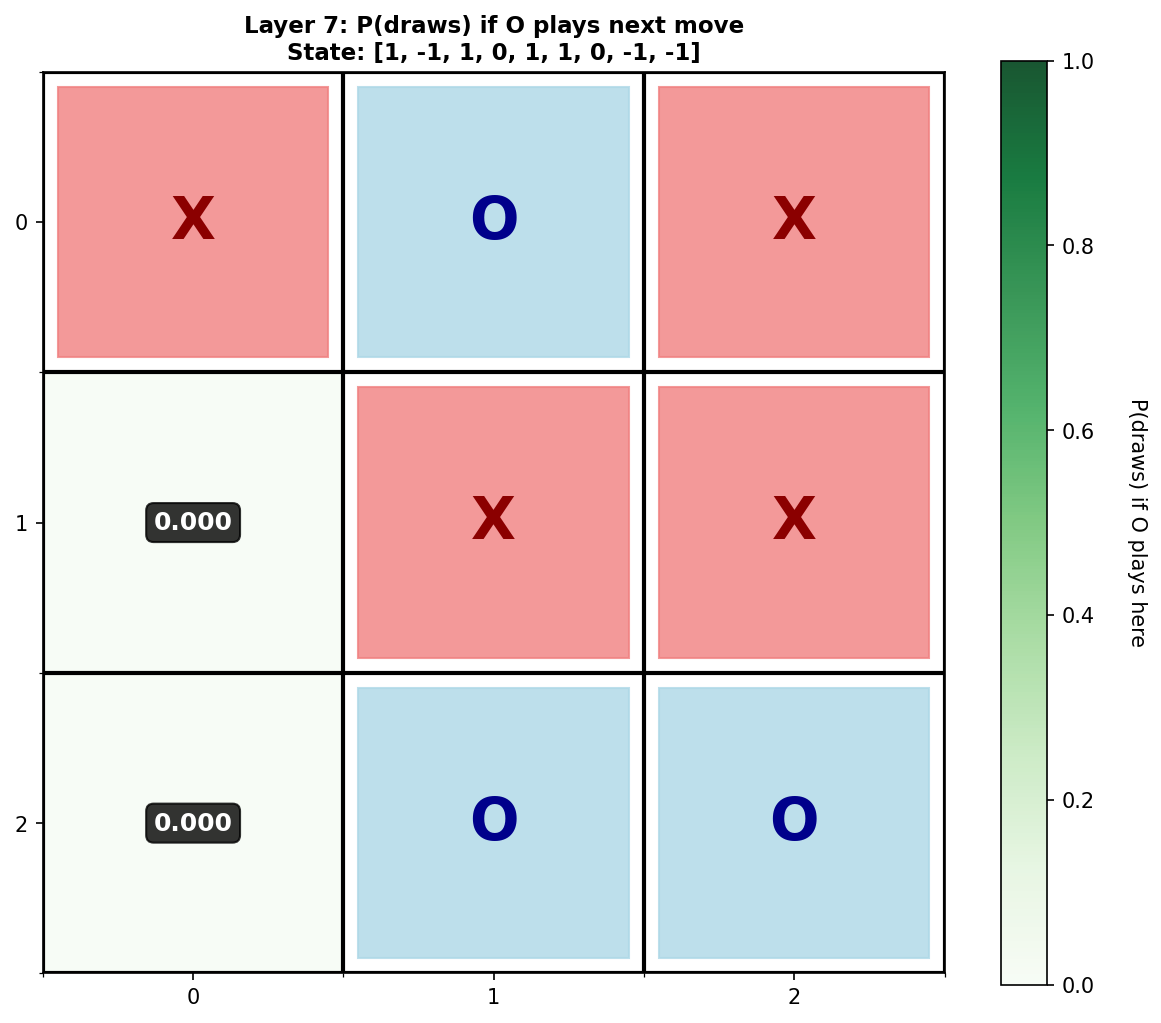 Layer 7: P(draws) if O plays next move
State: [1, -1, 1, 0, 1, 1, 0, -1, -1]
X O X
0.000 X X
0.000 O O
0
1
2
0 1 2
1.0
0.8
0.6
0.4
0.2
0.0
P(draws) if O plays here